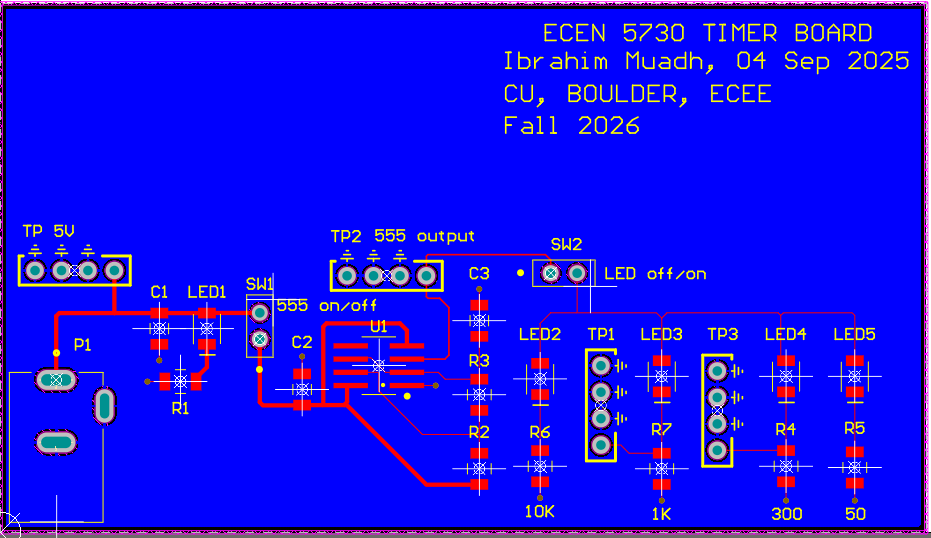 ECEN 5730 TIMER BOARD
Ibrahim Muadh, 04 Sep 2025
CU, BOULDER, ECEE
Fall 2026
TP 5V
TP2 555 output
SW2
C3
LED off/on
C1
LED1
SW1
555 on/off
P1
C2
U1
LED2
TP1
LED3
TP3
LED4
LED5
R3
R1
R2
R6
R7
R4
R5
10K
1K
300
50